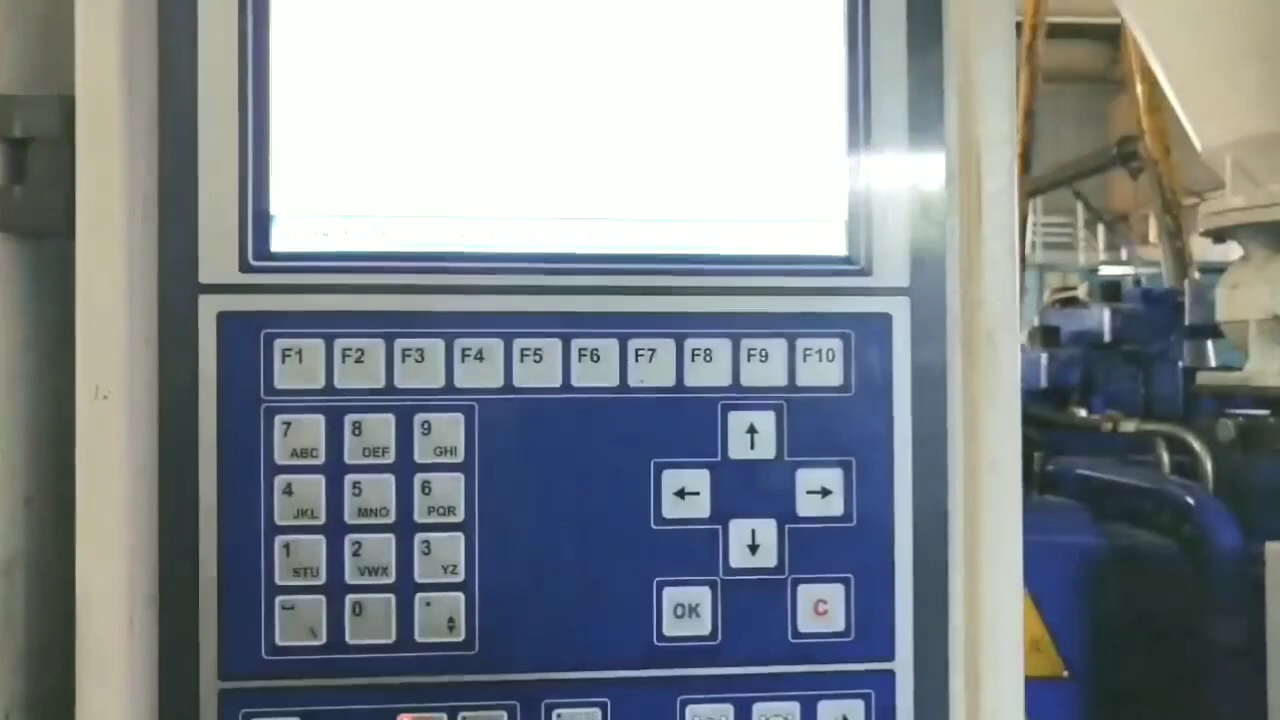 F1 F2 F3 F4 F5 F6 F7 F8 F9 F10
7 8 9
ABC DEF GHI
4 5 6
JKL MNO PQR
1 2 3
STU VWX YZ
0 .
OK C